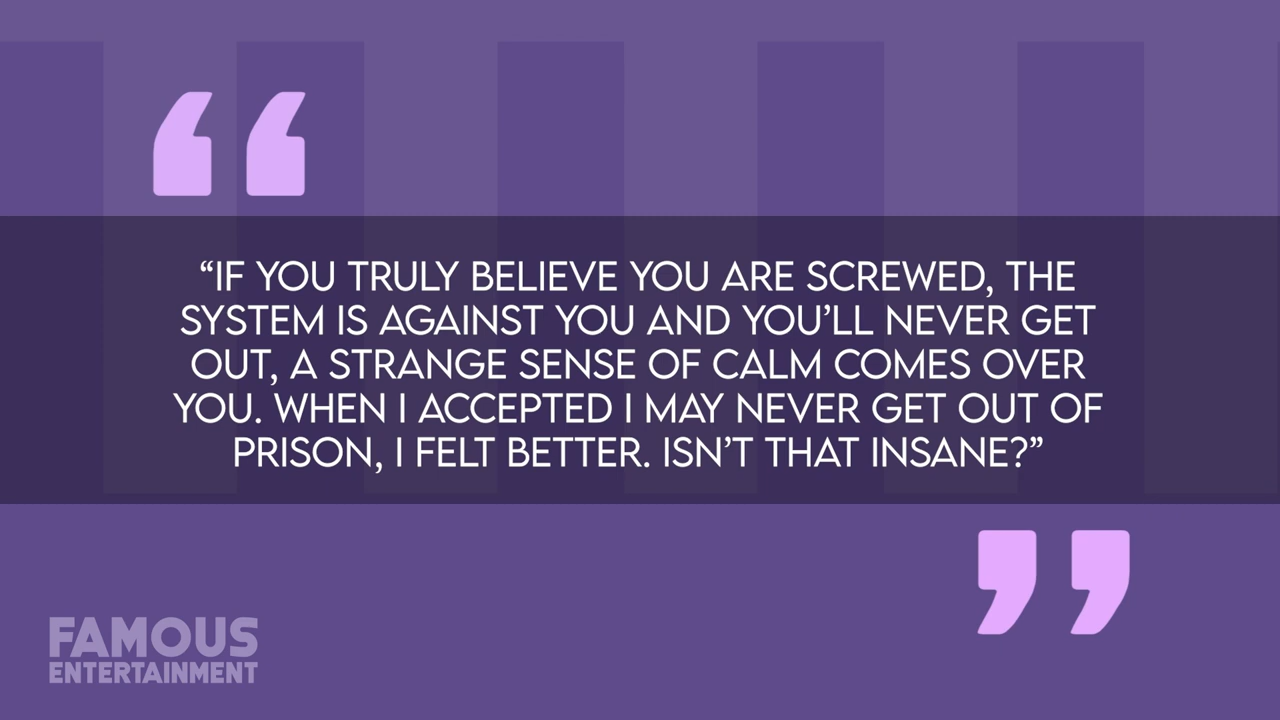 “IF YOU TRULY BELIEVE YOU ARE SCREWED, THE
SYSTEM IS AGAINST YOU AND YOU’LL NEVER GET
OUT, A STRANGE SENSE OF CALM COMES OVER
YOU. WHEN I ACCEPTED I MAY NEVER GET OUT OF
PRISON, I FELT BETTER. ISN’T THAT INSANE?”
FAMOUS
ENTERTAINMENT